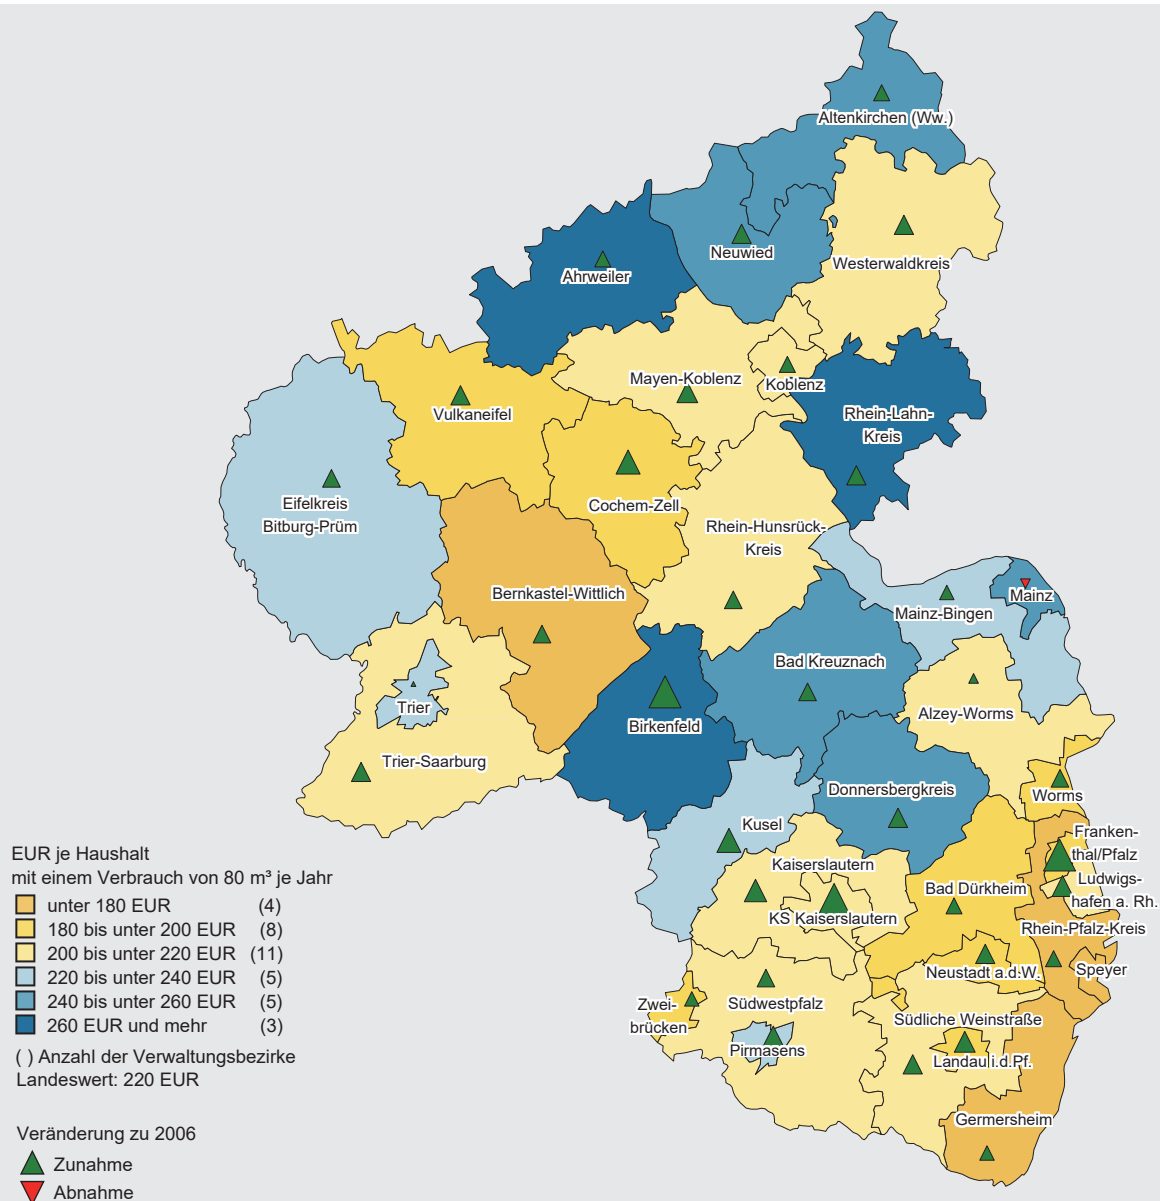 Altenkirchen (Ww.)
Neuwied
Westerwaldkreis
Ahrweiler
Mayen-Koblenz
Koblenz
Rhein-Lahn-
Kreis
Vulkaneifel
Eifelkreis
Bitburg-Prüm
Cochem-Zell
Rhein-Hunsrück-
Kreis
Bernkastel-Wittlich
Mainz-Bingen
Mainz
Bad Kreuznach
Trier
Birkenfeld
Alzey-Worms
Trier-Saarburg
Donnersbergkreis
Worms
Kusel
Kaiserslautern
KS Kaiserslautern
Franken-
thal/Pfalz
Ludwigs-
hafen a. Rh.
Bad Dürkheim
Rhein-Pfalz-Kreis
Neustadt a.d.W.
Speyer
Zwei-
brücken
Südwestpfalz
Pirmasens
Südliche Weinstraße
Landau i.d.Pf.
Germersheim
EUR je Haushalt
mit einem Verbrauch von 80 m³ je Jahr
unter 180 EUR (4)
180 bis unter 200 EUR (8)
200 bis unter 220 EUR (11)
220 bis unter 240 EUR (5)
240 bis unter 260 EUR (5)
260 EUR und mehr (3)
( ) Anzahl der Verwaltungsbezirke
Landeswert: 220 EUR
Veränderung zu 2006
Zunahme
Abnahme